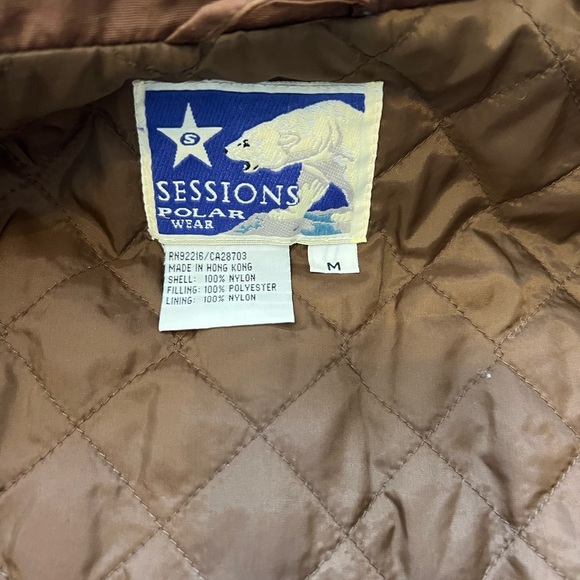 S
SESSIONS
POLAR
WEAR
RN92216/CA28703
MADE IN HONG KONG
SHELL: 100% NYLON
FILLING: 100% POLYESTER
LINING: 100% NYLON
M